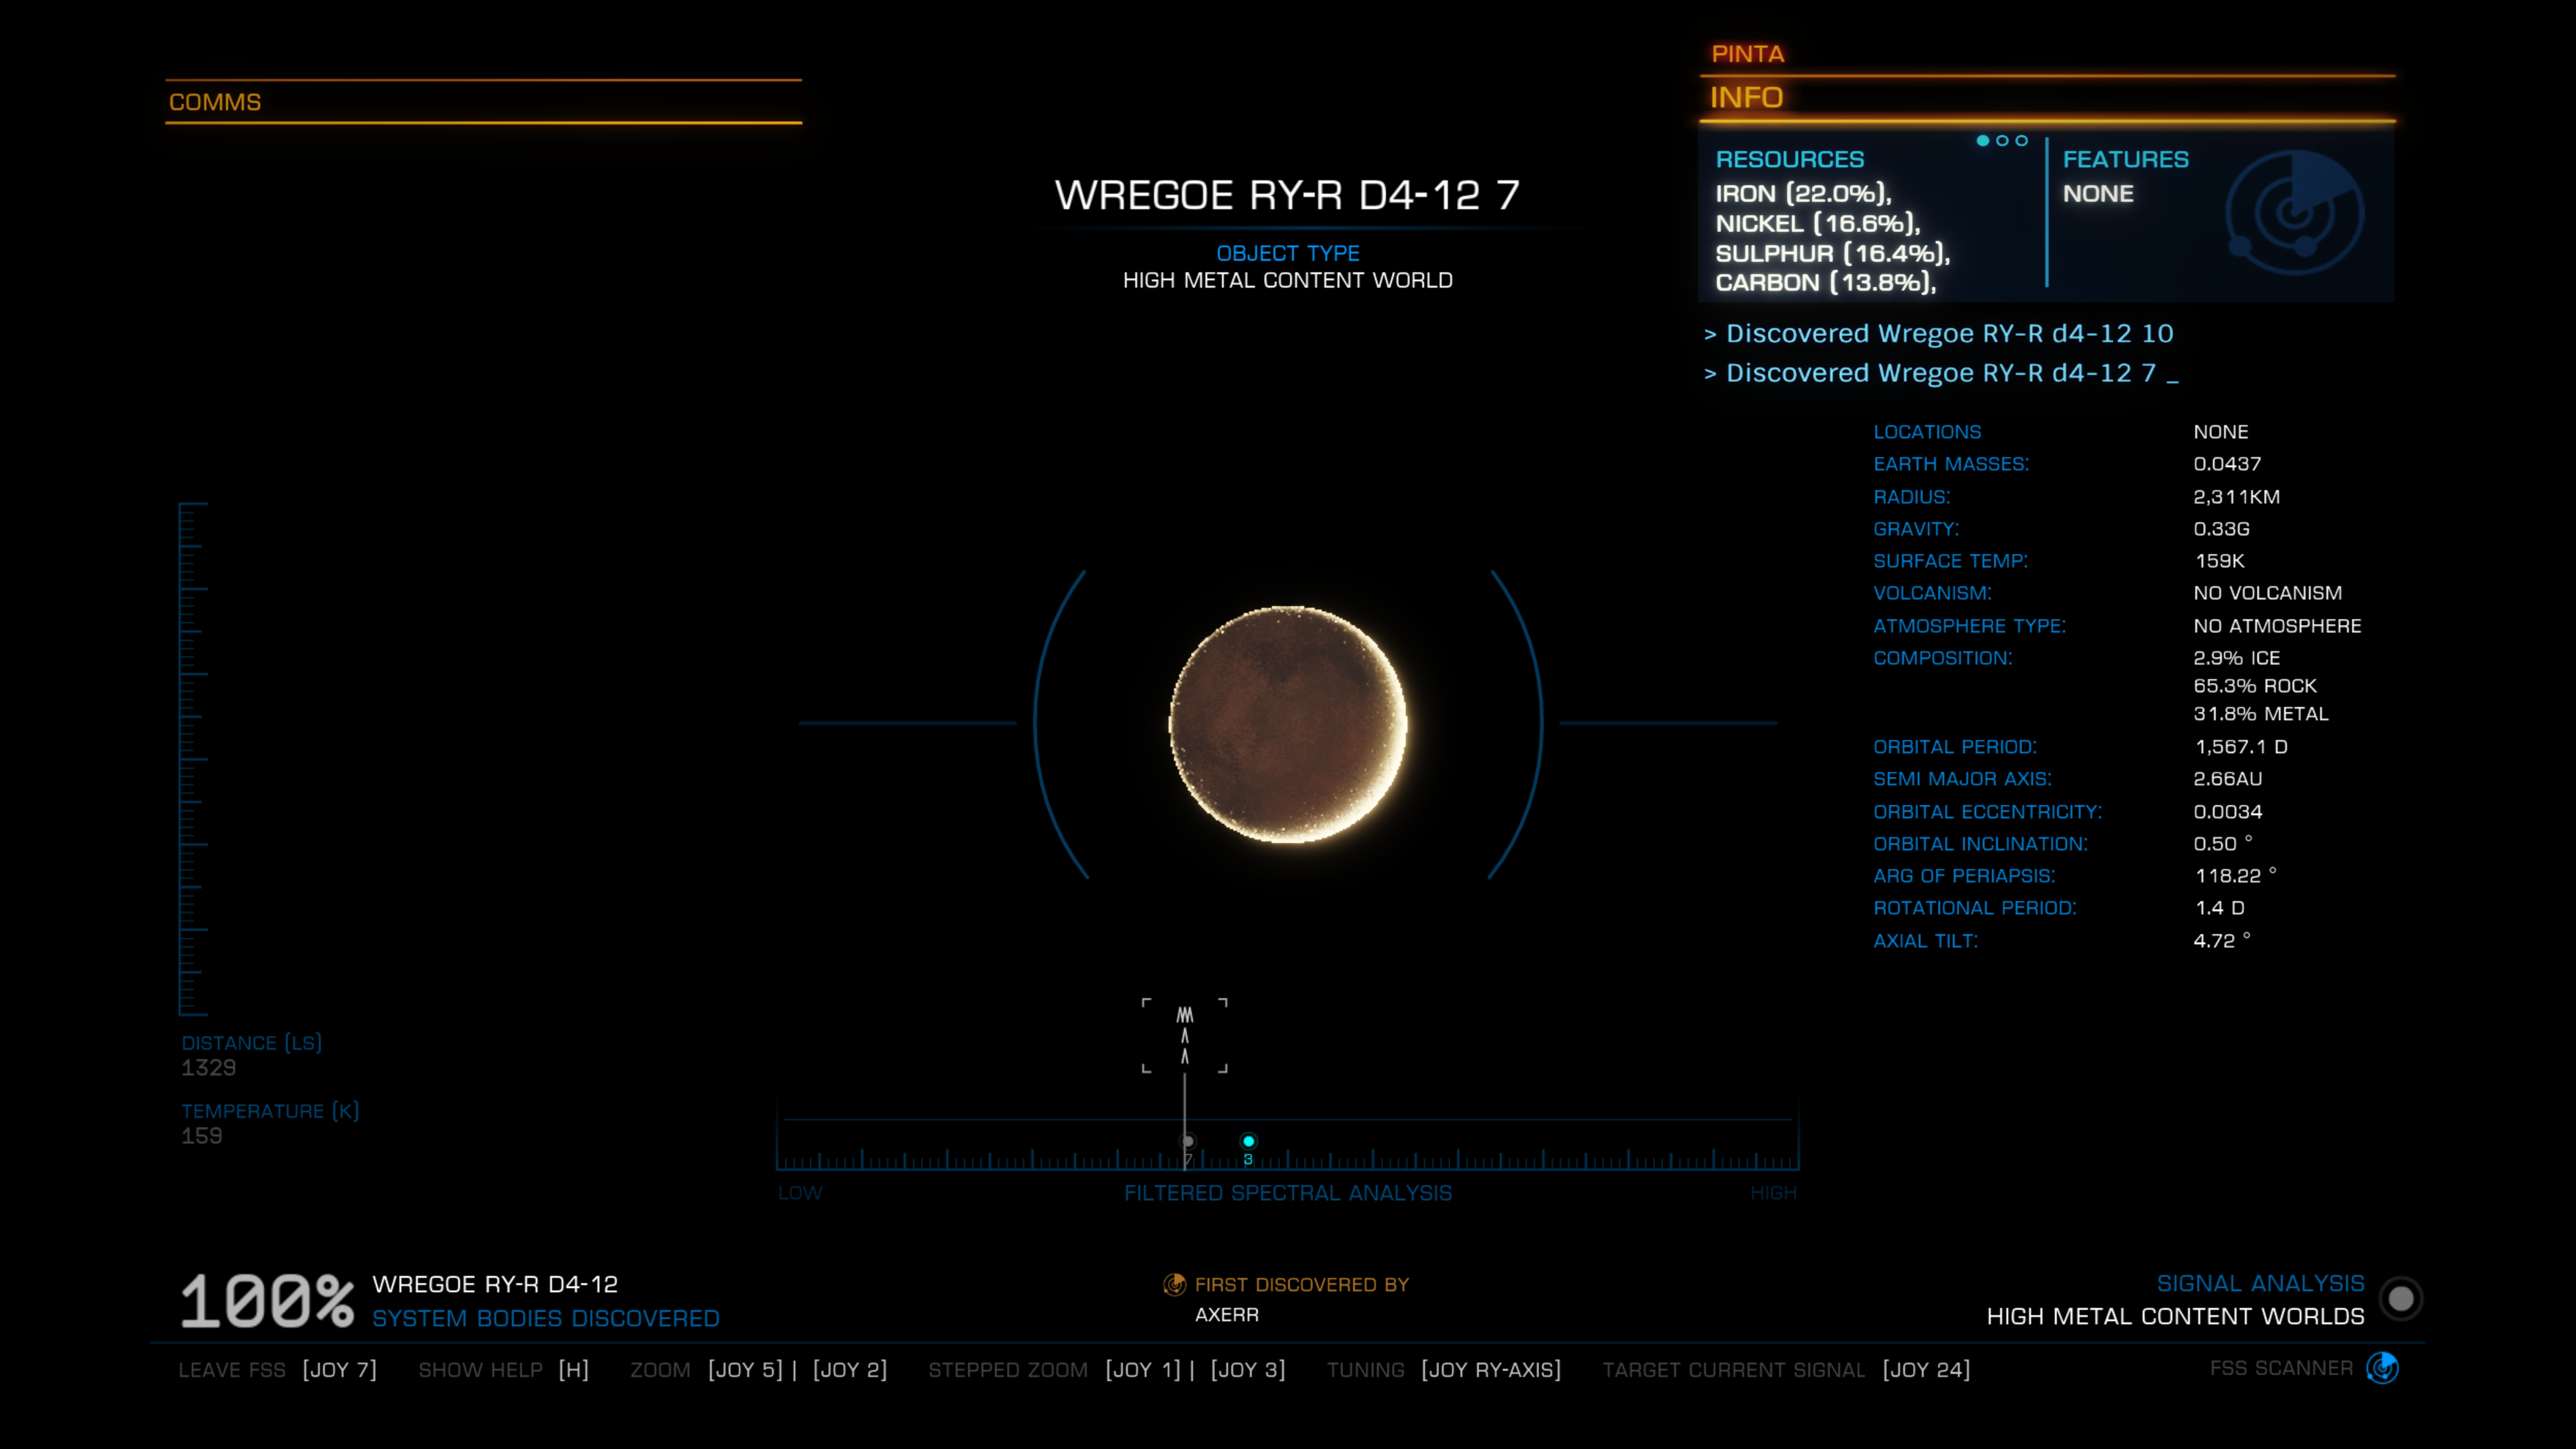 PINTA
COMMS
INFO
RESOURCES
IRON (22.0%),
NICKEL (16.6%),
SULPHUR (16.4%),
CARBON (13.8%),
FEATURES
NONE
WREGOE RY-R D4-12 7
OBJECT TYPE
HIGH METAL CONTENT WORLD
> Discovered Wregoe RY-R d4-12 10
> Discovered Wregoe RY-R d4-12 7 _
LOCATIONS NONE
EARTH MASSES: 0.0437
RADIUS: 2,311KM
GRAVITY: 0.33G
SURFACE TEMP: 159K
VOLCANISM: NO VOLCANISM
ATMOSPHERE TYPE: NO ATMOSPHERE
COMPOSITION: 2.9% ICE
65.3% ROCK
31.8% METAL
ORBITAL PERIOD: 1,567.1 D
SEMI MAJOR AXIS: 2.66AU
ORBITAL ECCENTRICITY: 0.0034
ORBITAL INCLINATION: 0.50 °
ARG OF PERIAPSIS: 118.22 °
ROTATIONAL PERIOD: 1.4 D
AXIAL TILT: 4.72 °
DISTANCE (LS)
1329
TEMPERATURE (K)
159
7 3
LOW FILTERED SPECTRAL ANALYSIS HIGH
100% WREGOE RY-R D4-12
SYSTEM BODIES DISCOVERED
FIRST DISCOVERED BY
AXERR
SIGNAL ANALYSIS
HIGH METAL CONTENT WORLDS
LEAVE FSS [JOY 7] SHOW HELP [H] ZOOM [JOY 5] | [JOY 2] STEPPED ZOOM [JOY 1] | [JOY 3] TUNING [JOY RY-AXIS] TARGET CURRENT SIGNAL [JOY 24] FSS SCANNER